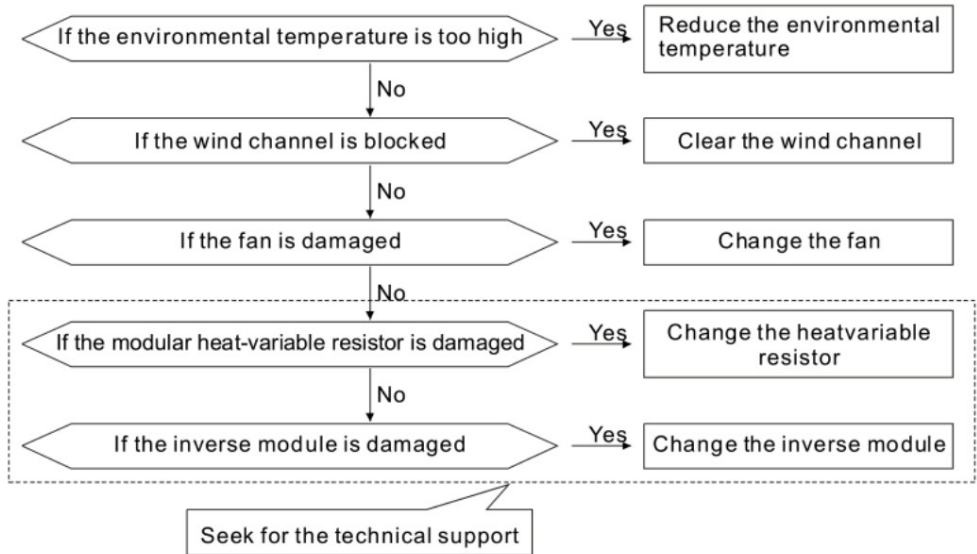 If the environmental temperature is too high
Yes
Reduce the environmental
temperature
No
If the wind channel is blocked
Yes
Clear the wind channel
No
If the fan is damaged
Yes
Change the fan
No
If the modular heat-variable resistor is damaged
Yes
Change the heatvariable
resistor
No
If the inverse module is damaged
Yes
Change the inverse module
Seek for the technical support